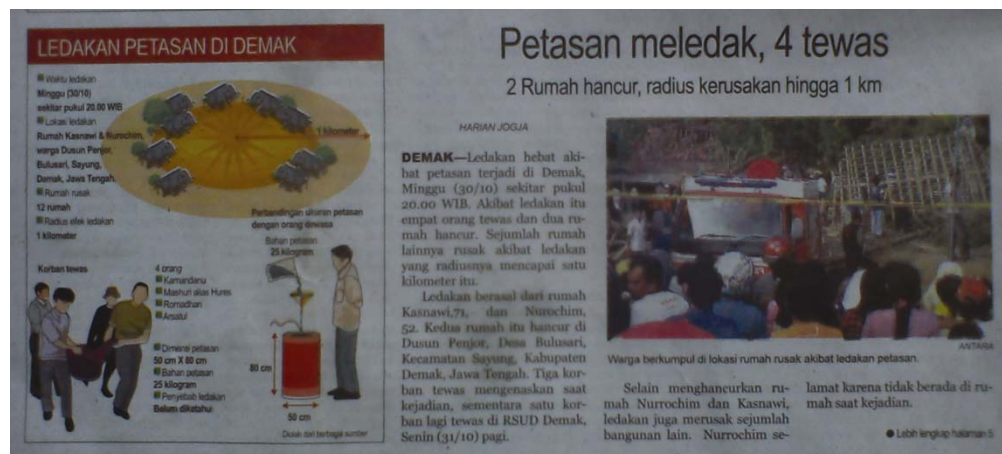 LEDAKAN PETASAN DI DEMAK
Waktu ledakan
Minggu (30/10)
sekitar pukul 20.00 WIB
Lokasi ledakan
Rumah Kasnawi & Nurochim,
warga Dusun Penjor,
Bulusari, Sayung,
Demak, Jawa Tengah.
Rumah rusak
12 rumah
Radius efek ledakan
1 kilometer
1 kilometer
Perbandingan ukuran petasan
dengan orang dewasa
Bahan petasan
25 kilogram
80 cm
50 cm
Korban tewas
4 orang
Kamandanu
Mashuri alias Hures
Romadhan
Arsatul
Dimensi petasan
50 cm X 80 cm
Bahan petasan
25 kilogram
Penyebab ledakan
Belum diketahui
Diolah dari berbagai sumber
Petasan meledak, 4 tewas
2 Rumah hancur, radius kerusakan hingga 1 km
HARIAN JOGJA
DEMAK—Ledakan hebat aki-
bat petasan terjadi di Demak,
Minggu (30/10) sekitar pukul
20.00 WIB. Akibat ledakan itu
empat orang tewas dan dua ru-
mah hancur. Sejumlah rumah
lainnya rusak akibat ledakan
yang radiusnya mencapai satu
kilometer itu.
Ledakan berasal dari rumah
Kasnawi,71, dan Nurochim,
52. Kedua rumah itu hancur di
Dusun Penjor, Desa Bulusari,
Kecamatan Sayung, Kabupaten
Demak, Jawa Tengah. Tiga kor-
ban tewas mengenaskan saat
kejadian, sementara satu kor-
ban lagi tewas di RSUD Demak,
Senin (31/10) pagi.
ANTARA
Warga berkumpul di lokasi rumah rusak akibat ledakan petasan.
Selain menghancurkan ru-
mah Nurrochim dan Kasnawi,
ledakan juga merusak sejumlah
bangunan lain. Nurrochim se-
lamat karena tidak berada di ru-
mah saat kejadian.
Lebih lengkap halaman 5